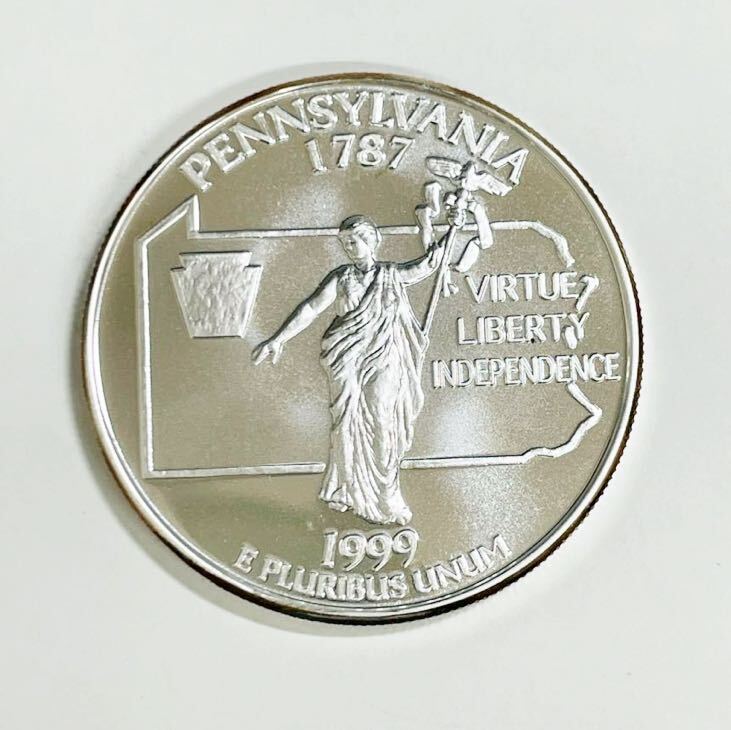 PENNSYLVANIA
1787
VIRTUE
LIBERTY
INDEPENDENCE
1999
E PLURIBUS UNUM